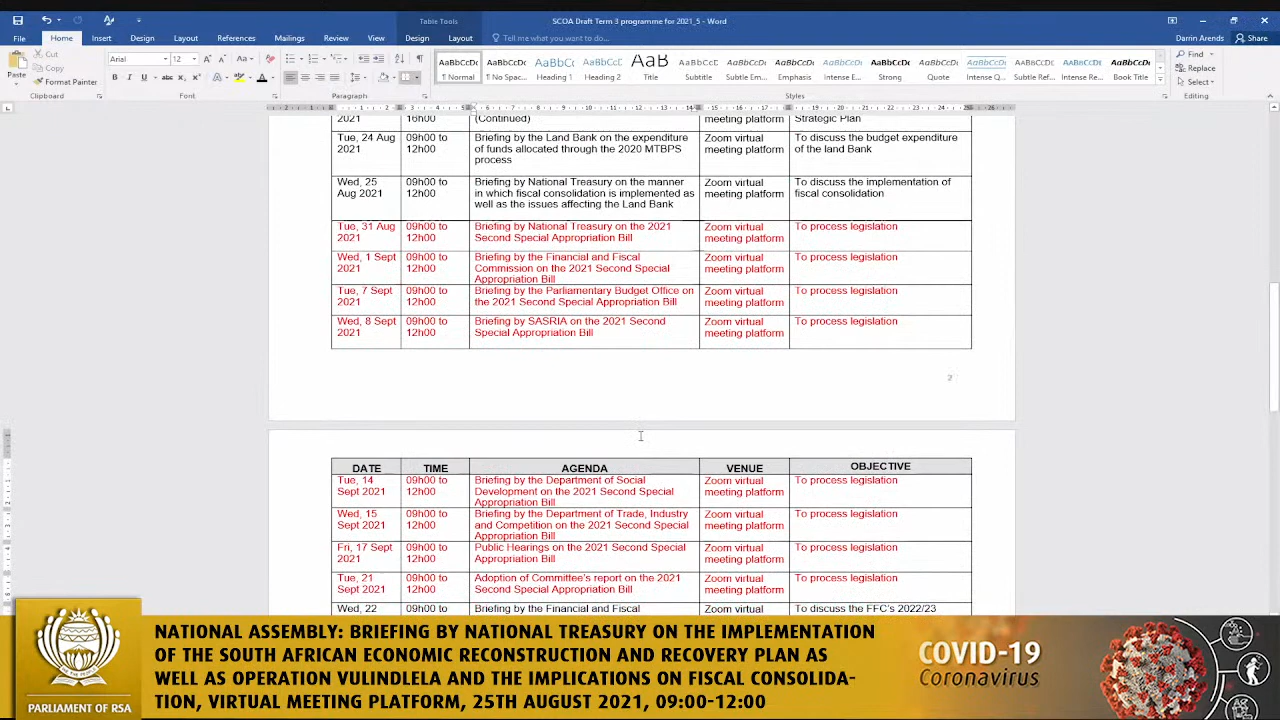 Table Tools
SCOA Draft Term 3 programme for 2021_5 - Word
File Home Insert Design Layout References Mailings Review View Design Layout Tell me what you want to do... Darrin Arends Share
Cut
Copy
Format Painter
Paste
Clipboard
Arial 12
Font
Paragraph
AaBbCcDc AaBbCcDc AaBbCc AaBbCcC AaB AaBbCcD AaBbCcDc AaBbCcDc AaBbCcDc AaBbCcDc AaBbCcDc AaBbCcDc AaBbCcDc AaBbCcDc AaBbCcDc
¶ Normal ¶ No Spac... Heading 1 Heading 2 Title Subtitle Subtle Em... Emphasis Intense E... Strong Quote Intense Q... Subtle Ref... Intense Re... Book Title
Styles
Find
Replace
Select
Editing
2021 16h00 (Continued) meeting platform Strategic Plan
Tue, 24 Aug 09h00 to Briefing by the Land Bank on the expenditure Zoom virtual To discuss the budget expenditure
2021 12h00 of funds allocated through the 2020 MTBPS meeting platform of the land Bank
process
Wed, 25 09h00 to Briefing by National Treasury on the manner Zoom virtual To discuss the implementation of
Aug 2021 12h00 in which fiscal consolidation is implemented as meeting platform fiscal consolidation
well as the issues affecting the Land Bank
Tue, 31 Aug 09h00 to Briefing by National Treasury on the 2021 Zoom virtual To process legislation
2021 12h00 Second Special Appropriation Bill meeting platform
Wed, 1 Sept 09h00 to Briefing by the Financial and Fiscal Zoom virtual To process legislation
2021 12h00 Commission on the 2021 Second Special meeting platform
Appropriation Bill
Tue, 7 Sept 09h00 to Briefing by the Parliamentary Budget Office on Zoom virtual To process legislation
2021 12h00 the 2021 Second Special Appropriation Bill meeting platform
Wed, 8 Sept 09h00 to Briefing by SASRIA on the 2021 Second Zoom virtual To process legislation
2021 12h00 Special Appropriation Bill meeting platform
2
DATE TIME AGENDA VENUE OBJECTIVE
Tue, 14 09h00 to Briefing by the Department of Social Zoom virtual To process legislation
Sept 2021 12h00 Development on the 2021 Second Special meeting platform
Appropriation Bill
Wed, 15 09h00 to Briefing by the Department of Trade, Industry Zoom virtual To process legislation
Sept 2021 12h00 and Competition on the 2021 Second Special meeting platform
Appropriation Bill
Fri, 17 Sept 09h00 to Public Hearings on the 2021 Second Special Zoom virtual To process legislation
2021 12h00 Appropriation Bill meeting platform
Tue, 21 09h00 to Adoption of Committee's report on the 2021 Zoom virtual To process legislation
Sept 2021 12h00 Second Special Appropriation Bill meeting platform
Wed, 22 09h00 to Briefing by the Financial and Fiscal Zoom virtual To discuss the FFC's 2022/23
NATIONAL ASSEMBLY: BRIEFING BY NATIONAL TREASURY ON THE IMPLEMENTATION
OF THE SOUTH AFRICAN ECONOMIC RECONSTRUCTION AND RECOVERY PLAN AS
WELL AS OPERATION VULINDLELA AND THE IMPLICATIONS ON FISCAL CONSOLIDA-
TION, VIRTUAL MEETING PLATFORM, 25TH AUGUST 2021, 09:00-12:00
PARLIAMENT OF RSA
COVID-19
Coronavirus